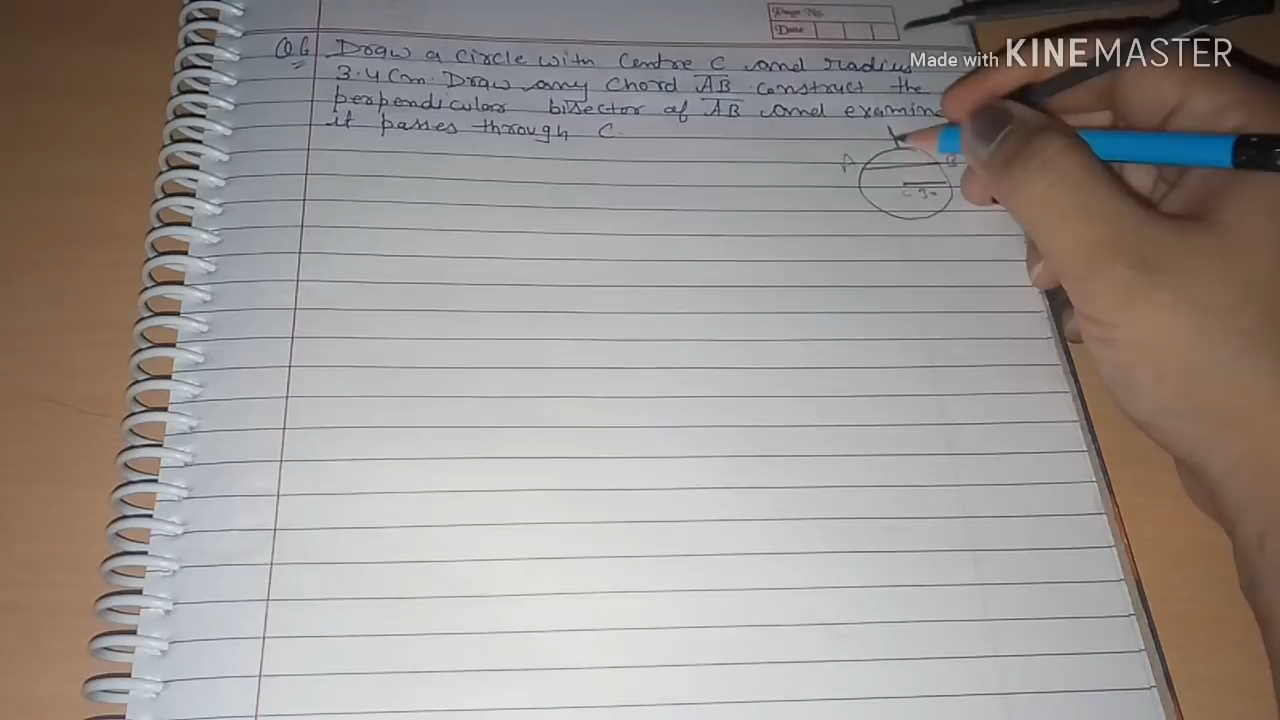 Page No.
Date
Made with KINEMASTER
Q6 Draw a circle with Centre C and radius
3.4 Cm. Draw any Chord AB construct the
perpendicular bisector of AB and examine
it passes through C.
A B
C 3.